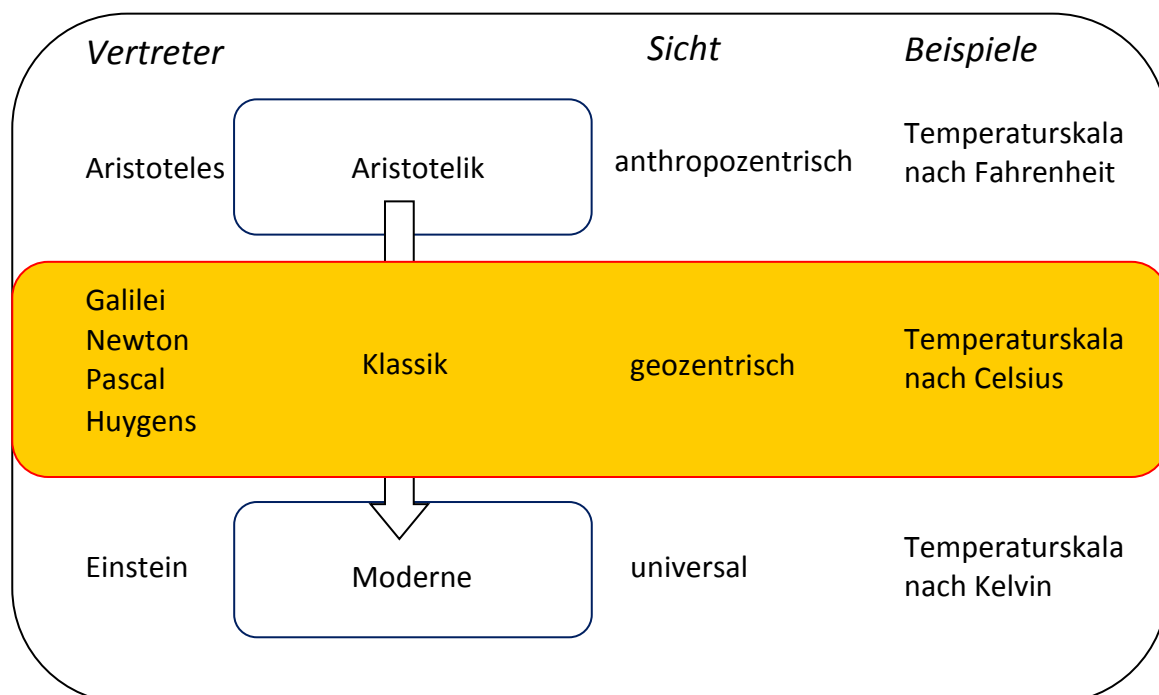 Vertreter Sicht Beispiele
Aristoteles Aristotelik anthropozentrisch Temperaturskala
nach Fahrenheit
Galilei
Newton
Pascal
Huygens
Klassik geozentrisch Temperaturskala
nach Celsius
Einstein Moderne universal Temperaturskala
nach Kelvin